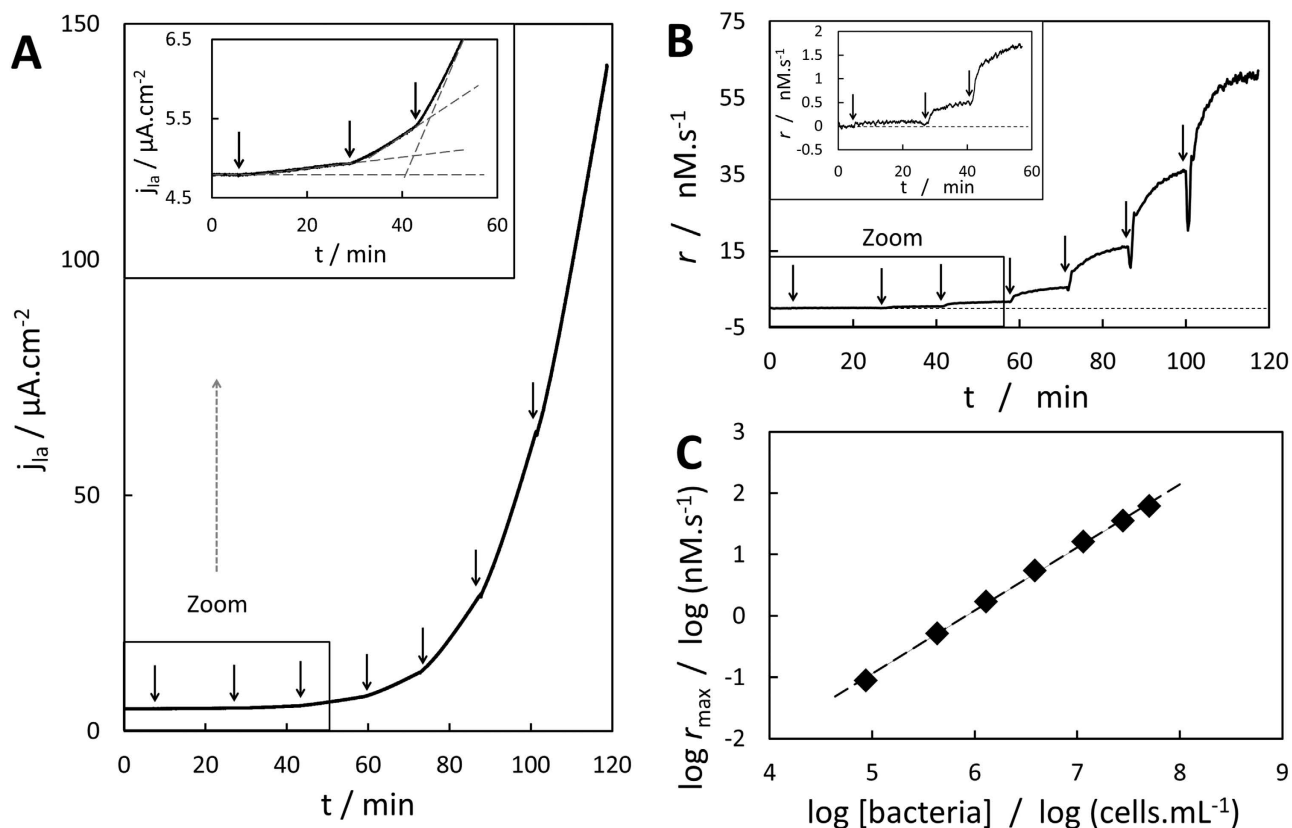 A
j_la / µA.cm⁻²
150
100
50
0
0 20 40 60 80 100 120
t / min
Zoom
j_la / µA.cm⁻²
6.5
5.5
4.5
0 20 40 60
t / min
B
r / nM.s⁻¹
75
55
35
15
-5
0 20 40 60 80 100 120
t / min
Zoom
r / nM.s⁻¹
2
1.5
1
0.5
0
-0.5
0 20 40 60
t / min
C
log r_max / log (nM.s⁻¹)
3
2
1
0
-1
-2
4 5 6 7 8 9
log [bacteria] / log (cells.mL⁻¹)